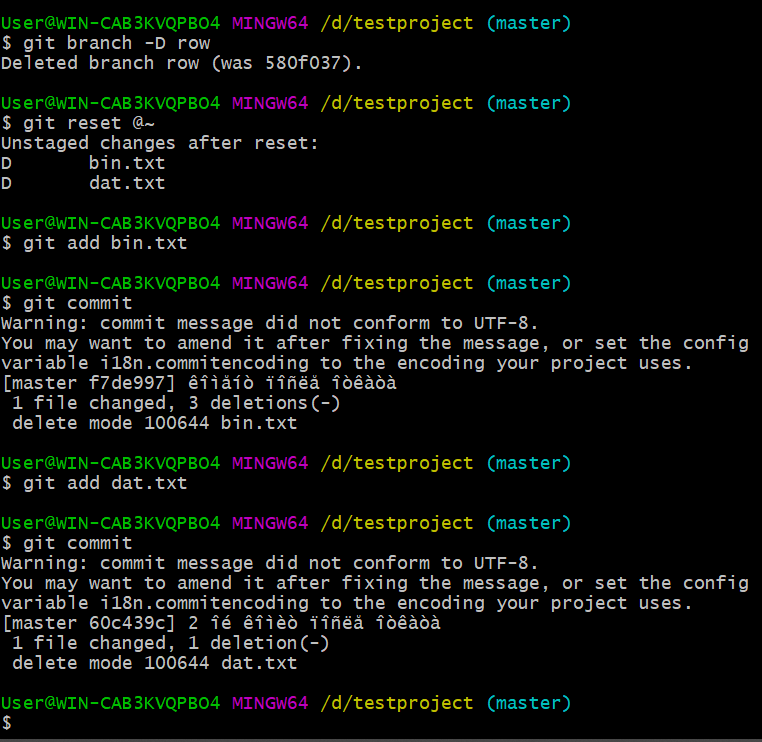 User@WIN-CAB3KVQPBO4 MINGW64 /d/testproject (master)
$ git branch -D row
Deleted branch row (was 580f037).
User@WIN-CAB3KVQPBO4 MINGW64 /d/testproject (master)
$ git reset @~
Unstaged changes after reset:
D       bin.txt
D       dat.txt
User@WIN-CAB3KVQPBO4 MINGW64 /d/testproject (master)
$ git add bin.txt
User@WIN-CAB3KVQPBO4 MINGW64 /d/testproject (master)
$ git commit
Warning: commit message did not conform to UTF-8.
You may want to amend it after fixing the message, or set the config
variable i18n.commitencoding to the encoding your project uses.
[master f7de997] êîìåíò ïîñëå îòêàòà
 1 file changed, 3 deletions(-)
 delete mode 100644 bin.txt
User@WIN-CAB3KVQPBO4 MINGW64 /d/testproject (master)
$ git add dat.txt
User@WIN-CAB3KVQPBO4 MINGW64 /d/testproject (master)
$ git commit
Warning: commit message did not conform to UTF-8.
You may want to amend it after fixing the message, or set the config
variable i18n.commitencoding to the encoding your project uses.
[master 60c439c] 2 îé êîìèò ïîñëå îòêàòà
 1 file changed, 1 deletion(-)
 delete mode 100644 dat.txt
User@WIN-CAB3KVQPBO4 MINGW64 /d/testproject (master)
$